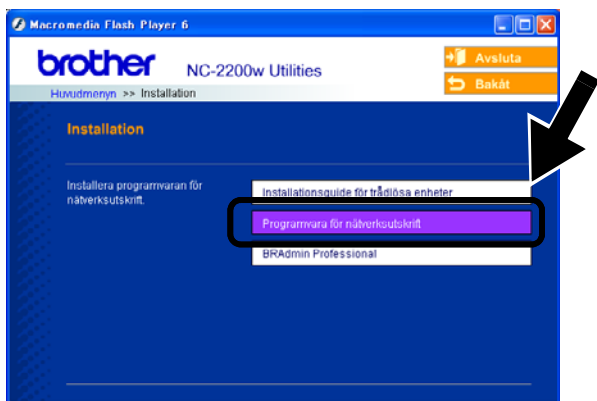 Macromedia Flash Player 6
brother
NC-2200w Utilities
Avsluta
Bakåt
Huvudmenyn >> Installation
Installation
Installera programvaran för
nätverksutskrift.
Installationsguide för trådlösa enheter
Programvara för nätverksutskrift
BRAdmin Professional